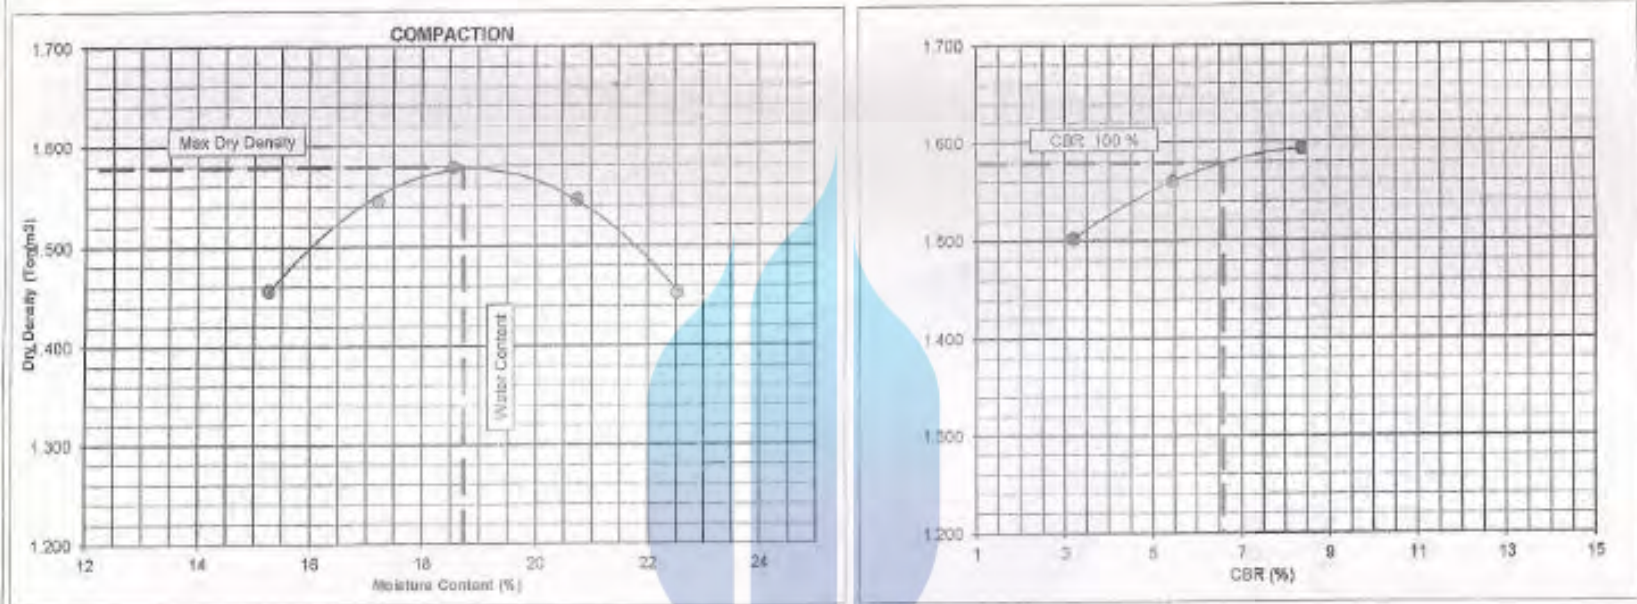 COMPACTION
1.700
1.600
1.500
1.400
1.300
1.200
Dry Density (Ton/m3)
Max Dry Density
Water Content
12 14 16 18 20 22 24
Moisture Content (%)
1.700
1.600
1.500
1.400
1.300
1.200
CBR 100 %
1 3 5 7 9 11 13 15
CBR (%)